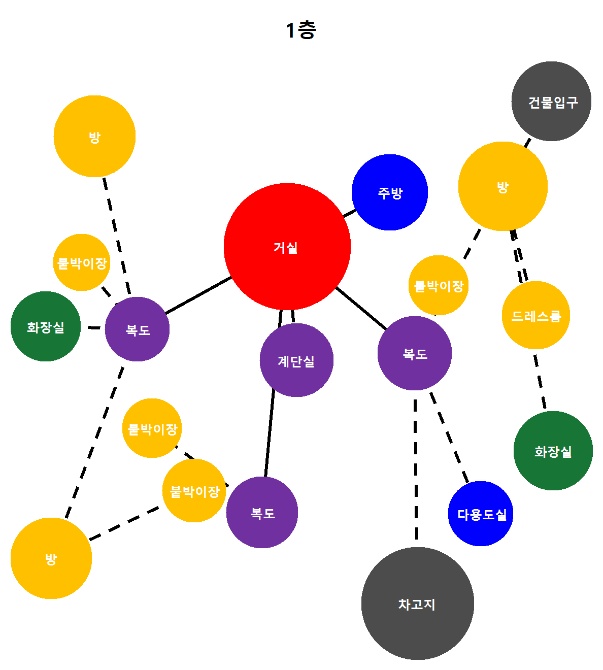 1층
건물입구
방
방
주방
거실
붙박이장
붙박이장
드레스룸
화장실
복도
복도
계단실
붙박이장
화장실
붙박이장
복도
다용도실
방
차고지